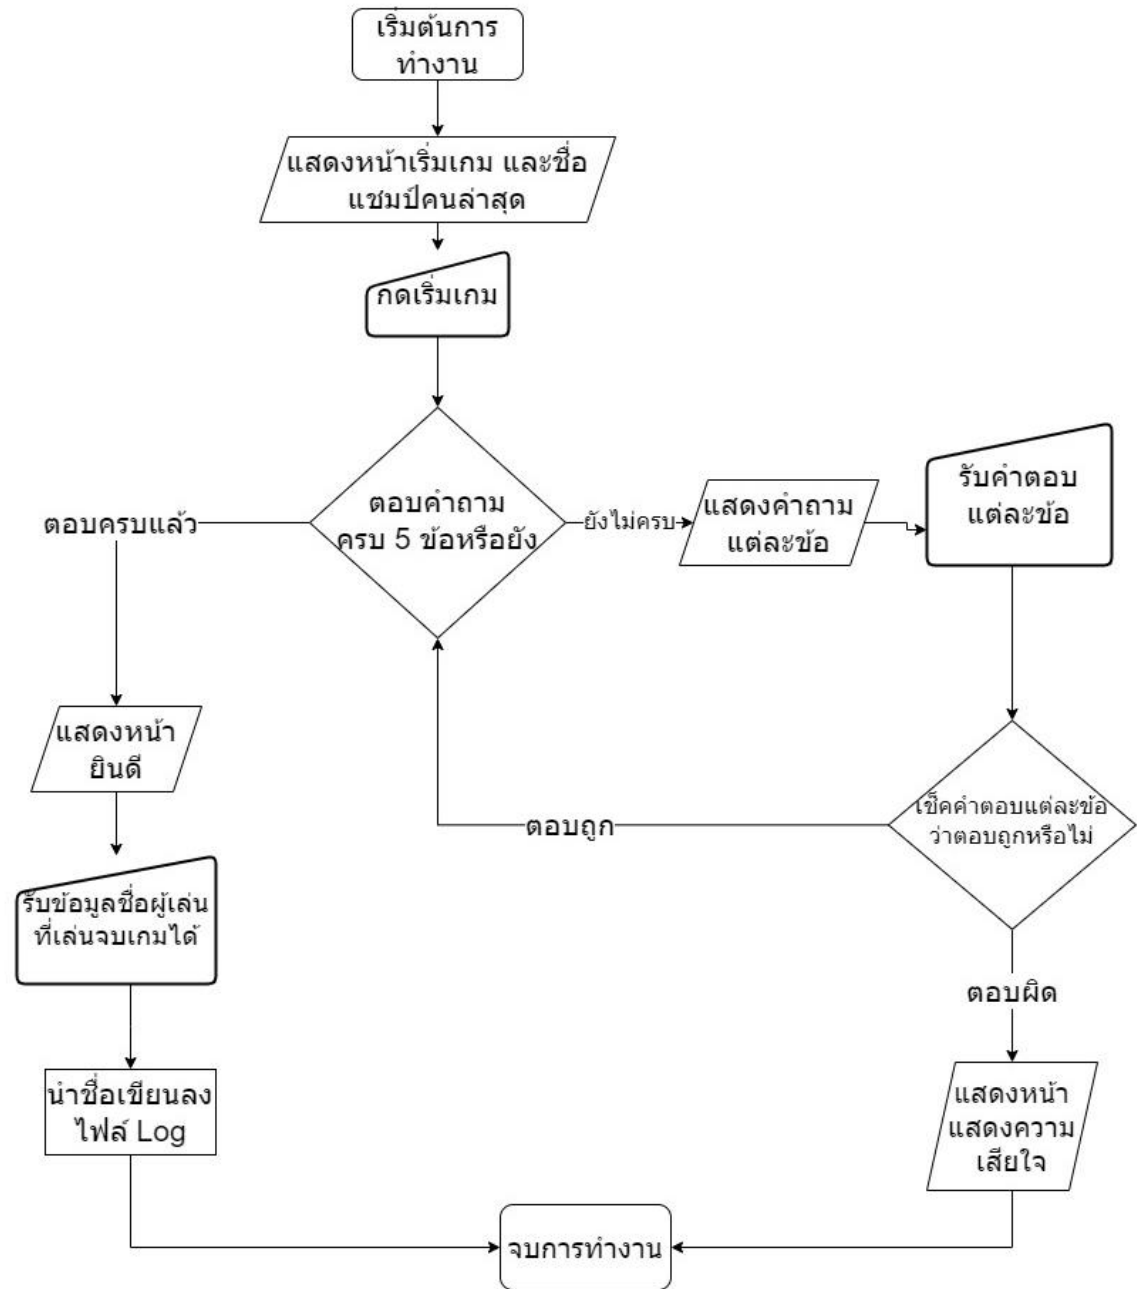 เริ่มต้นการ
ทำงาน
แสดงหน้าเริ่มเกม และชื่อ
แชมป์คนล่าสุด
กดเริ่มเกม
ตอบคำถาม
ครบ 5 ข้อหรือยัง
ยังไม่ครบ
แสดงคำถาม
แต่ละข้อ
รับคำตอบ
แต่ละข้อ
ตอบครบแล้ว
แสดงหน้า
ยินดี
เช็คคำตอบแต่ละข้อ
ว่าตอบถูกหรือไม่
ตอบถูก
รับข้อมูลชื่อผู้เล่น
ที่เล่นจบเกมได้
ตอบผิด
นำชื่อเขียนลง
ไฟล์ Log
แสดงหน้า
แสดงความ
เสียใจ
จบการทำงาน